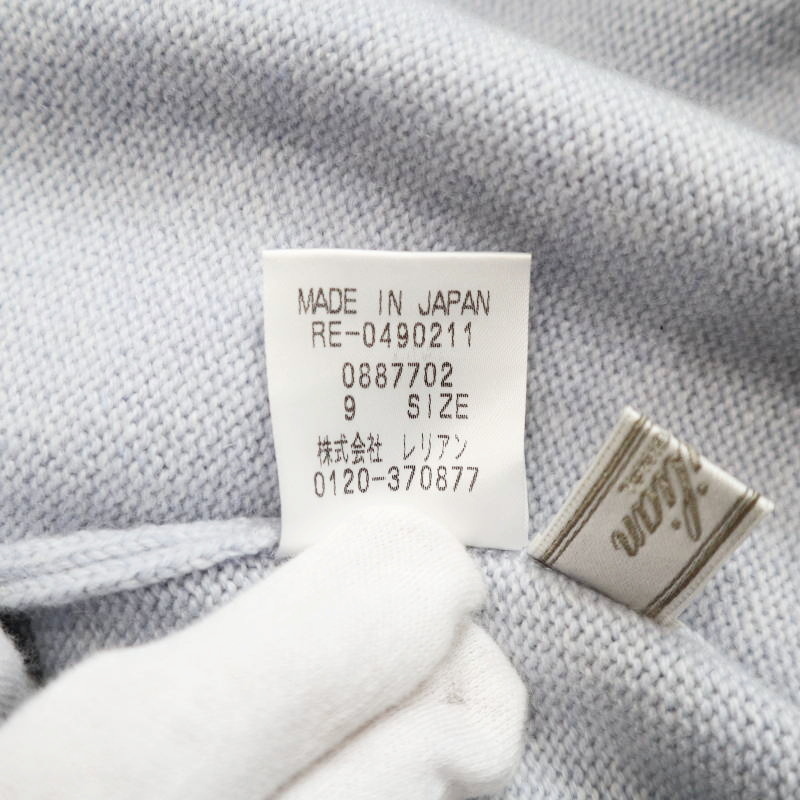 MADE IN JAPAN
RE-0490211
0887702
9 SIZE
株式会社 レリアン
0120-370877